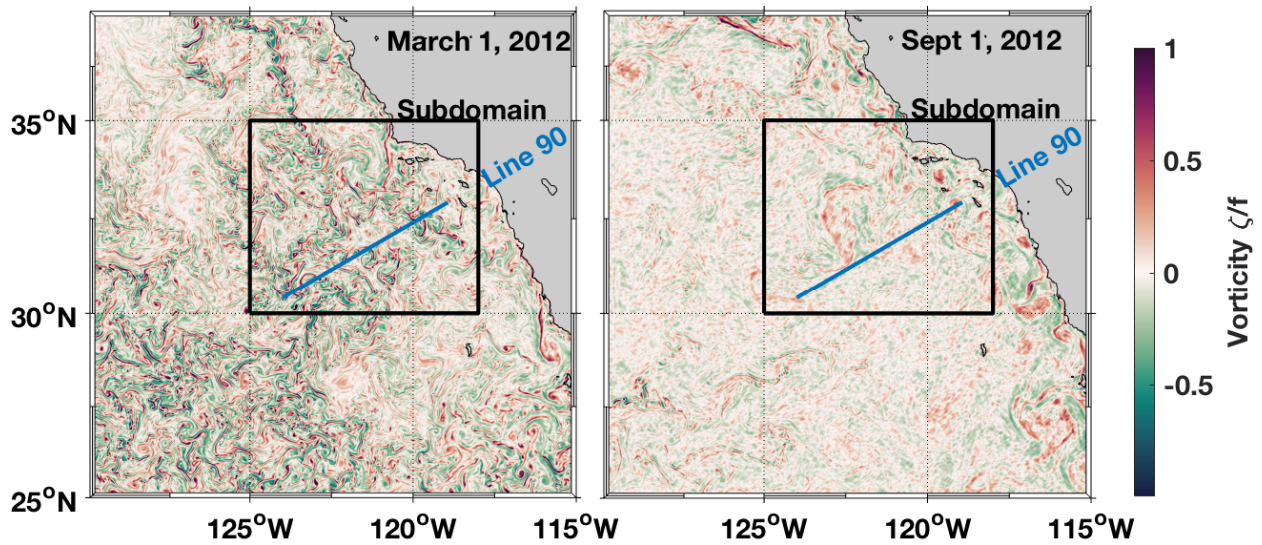 March 1, 2012
Subdomain
Line 90
35°N
30°N
25°N
125°W
120°W
115°W
Sept 1, 2012
Subdomain
Line 90
125°W
120°W
115°W
1
0.5
0
-0.5
Vorticity ζ/f